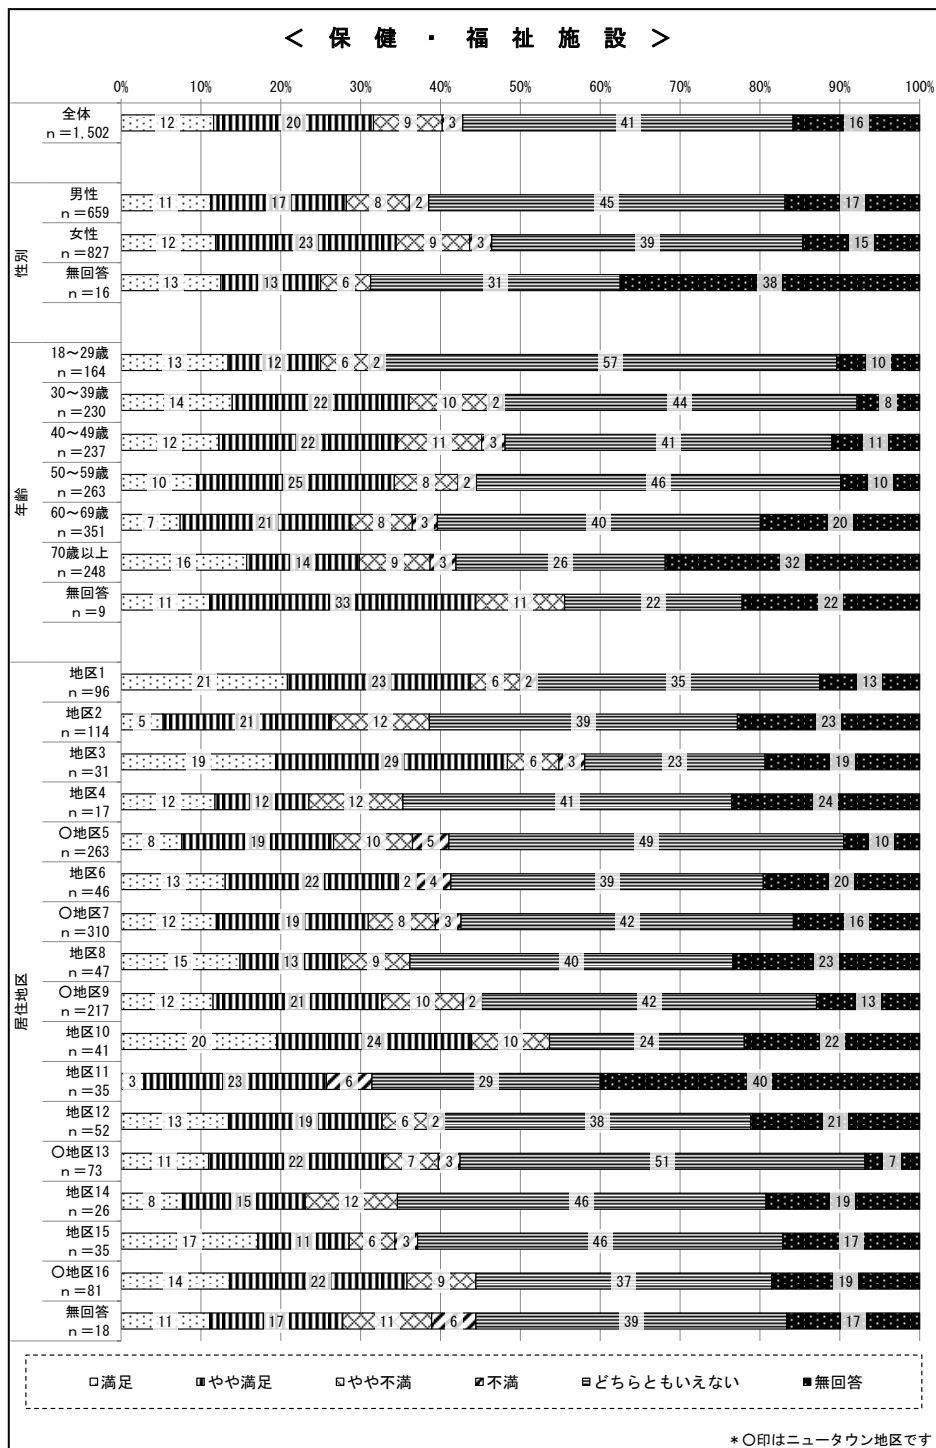 ＜ 保 健 ・ 福 祉 施 設 ＞
0% 10% 20% 30% 40% 50% 60% 70% 80% 90% 100%
全体
ｎ＝1,502
12 20 9 3 41 16
性別
男性
ｎ＝659
11 17 8 2 45 17
女性
ｎ＝827
12 23 9 3 39 15
無回答
ｎ＝16
13 13 6 31 38
年齢
18～29歳
ｎ＝164
13 12 6 2 57 10
30～39歳
ｎ＝230
14 22 10 2 44 8
40～49歳
ｎ＝237
12 22 11 3 41 11
50～59歳
ｎ＝263
10 25 8 2 46 10
60～69歳
ｎ＝351
7 21 8 3 40 20
70歳以上
ｎ＝248
16 14 9 3 26 32
無回答
ｎ＝9
11 33 11 22 22
居住地区
地区1
ｎ＝96
21 23 6 2 35 13
地区2
ｎ＝114
5 21 12 39 23
地区3
ｎ＝31
19 29 6 3 23 19
地区4
ｎ＝17
12 12 12 41 24
○地区5
ｎ＝263
8 19 10 5 49 10
地区6
ｎ＝46
13 22 2 4 39 20
○地区7
ｎ＝310
12 19 8 3 42 16
地区8
ｎ＝47
15 13 9 40 23
○地区9
ｎ＝217
12 21 10 2 42 13
地区10
ｎ＝41
20 24 10 24 22
地区11
ｎ＝35
3 23 6 29 40
地区12
ｎ＝52
13 19 6 2 38 21
○地区13
ｎ＝73
11 22 7 3 51 7
地区14
ｎ＝26
8 15 12 46 19
地区15
ｎ＝35
17 11 6 3 46 17
○地区16
ｎ＝81
14 22 9 37 19
無回答
ｎ＝18
11 17 11 6 39 17
満足 やや満足 やや不満 不満 どちらともいえない 無回答
＊○印はニュータウン地区です